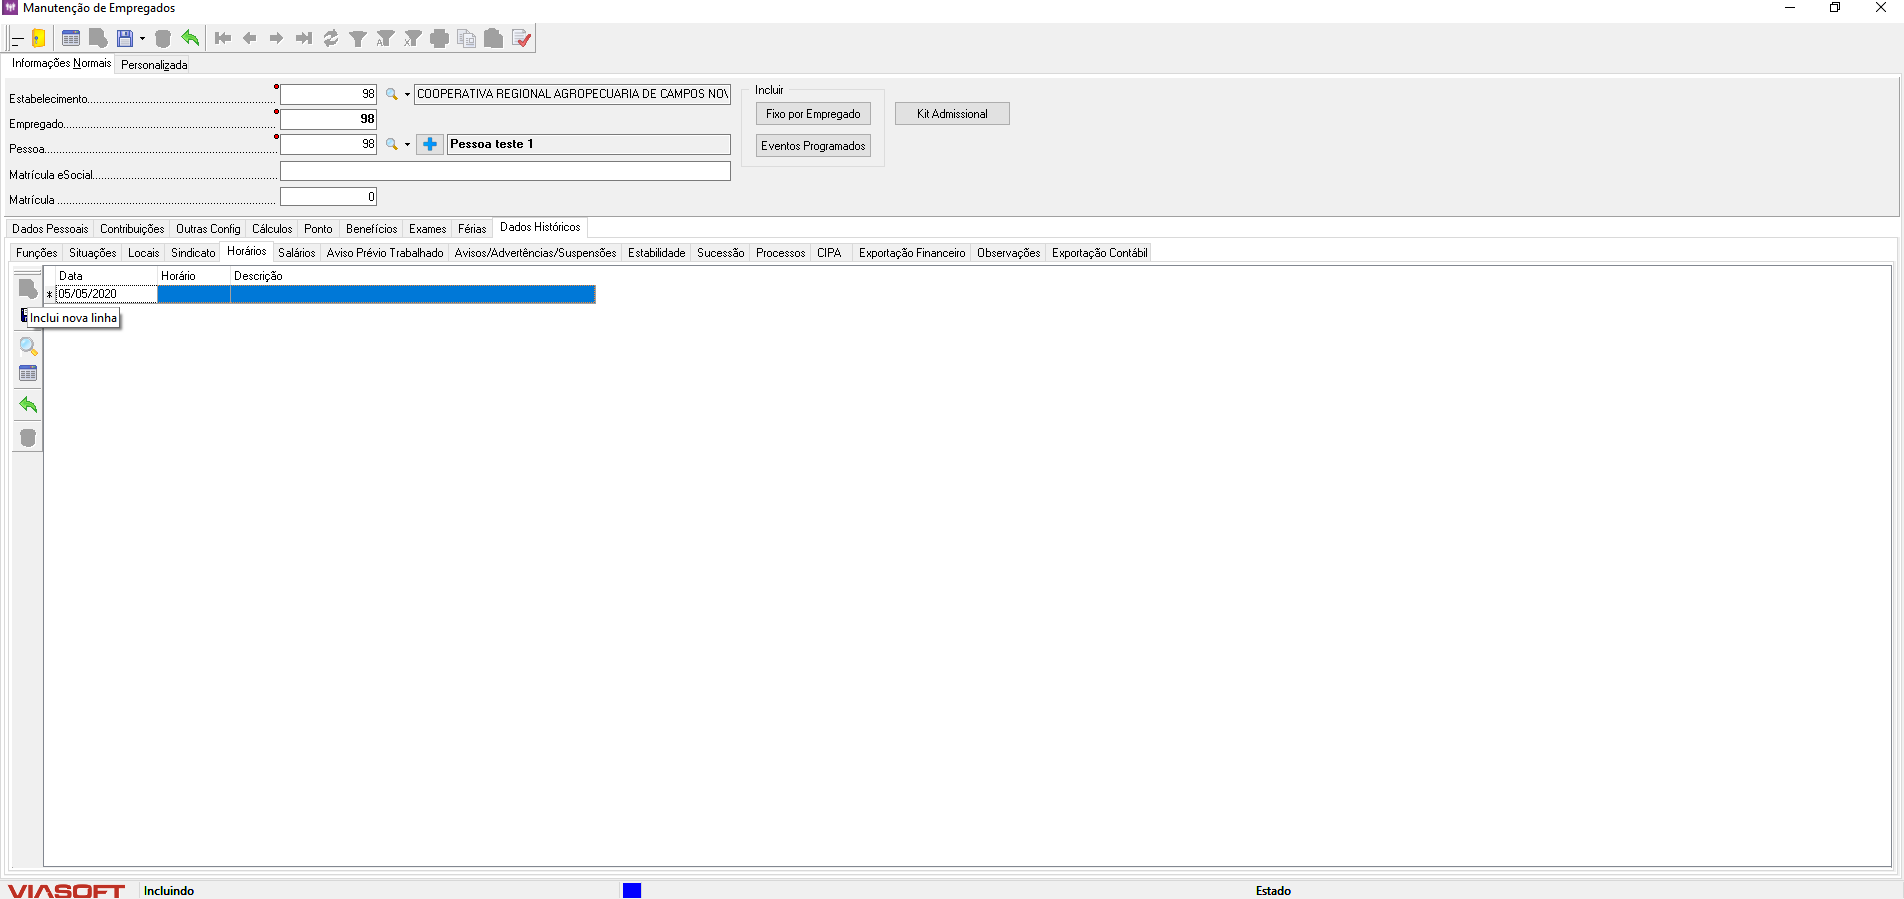 Manutenção de Empregados
Informações Normais Personalizada
Estabelecimento 98 COOPERATIVA REGIONAL AGROPECUARIA DE CAMPOS NOV
Empregado 98
Pessoa 98 Pessoa teste 1
Matrícula eSocial
Matrícula 0
Incluir
Fixo por Empregado
Eventos Programados
Kit Admissional
Dados Pessoais Contribuições Outras Config Cálculos Ponto Benefícios Exames Férias Dados Históricos
Funções Situações Locais Sindicato Horários Salários Aviso Prévio Trabalhado Avisos/Advertências/Suspensões Estabilidade Sucessão Processos CIPA Exportação Financeiro Observações Exportação Contábil
Data Horário Descrição
* 05/05/2020
Inclui nova linha
VIASOFT Incluindo Estado